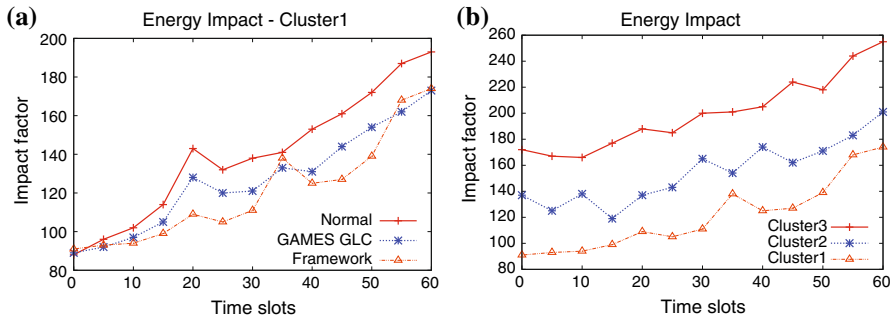 (a)
Energy Impact - Cluster1
200
180
160
140
120
100
80
Impact factor
Normal
GAMES GLC
Framework
0 10 20 30 40 50 60
Time slots
(b)
Energy Impact
260
240
220
200
180
160
140
120
100
80
Impact factor
Cluster3
Cluster2
Cluster1
0 10 20 30 40 50 60
Time slots